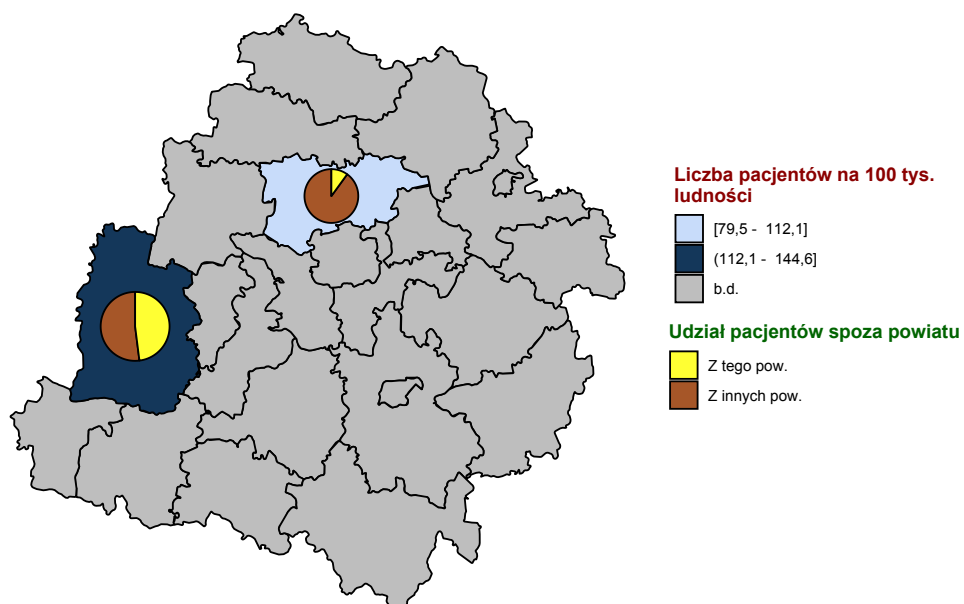 Liczba pacjentów na 100 tys.
ludności
[79,5 - 112,1]
(112,1 - 144,6]
b.d.
Udział pacjentów spoza powiatu
Z tego pow.
Z innych pow.